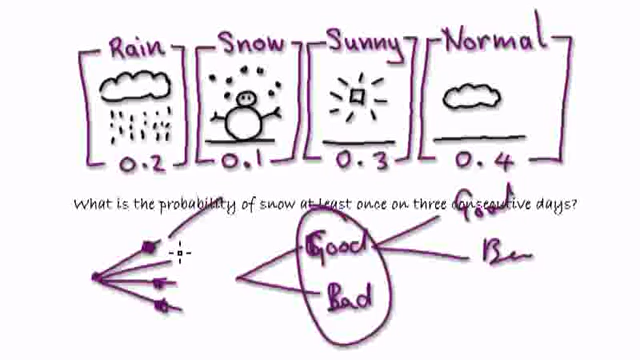 Rain Snow Sunny Normal
0.2 0.1 0.3 0.4
What is the probability of snow at least once on three consecutive days?
Good
Good
Bad